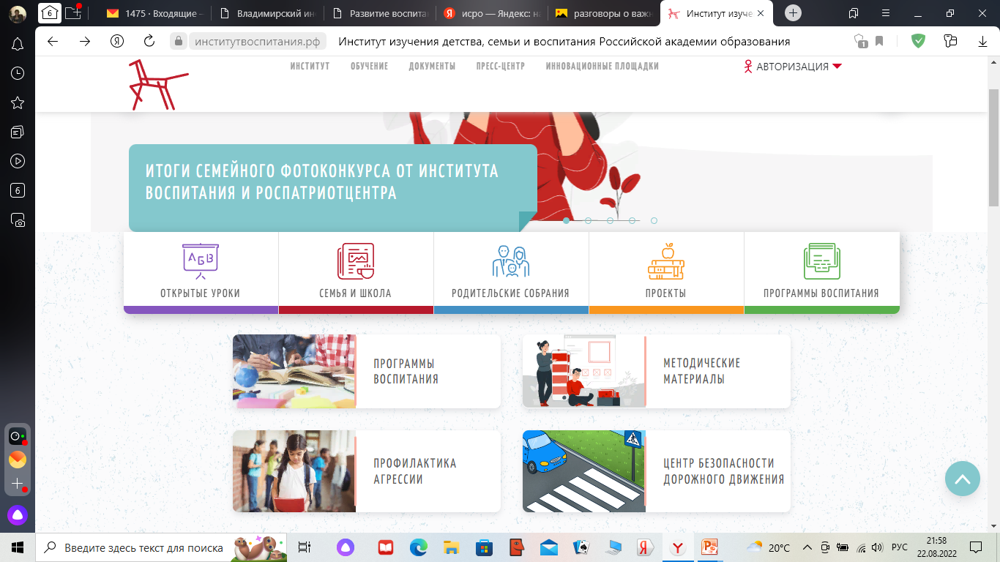 6
1475 · Входящие –
Владимирский ин
Развитие воспита
исро — Яндекс: на
разговоры о важн
Институт изуче
институтвоспитания.рф
Институт изучения детства, семьи и воспитания Российской академии образования
1
ИНСТИТУТ
ОБУЧЕНИЕ
ДОКУМЕНТЫ
ПРЕСС-ЦЕНТР
ИННОВАЦИОННЫЕ ПЛОЩАДКИ
АВТОРИЗАЦИЯ
6
ИТОГИ СЕМЕЙНОГО ФОТОКОНКУРСА ОТ ИНСТИТУТА
ВОСПИТАНИЯ И РОСПАТРИОТЦЕНТРА
АБВ
ОТКРЫТЫЕ УРОКИ
СЕМЬЯ И ШКОЛА
РОДИТЕЛЬСКИЕ СОБРАНИЯ
ПРОЕКТЫ
ПРОГРАММЫ ВОСПИТАНИЯ
ПРОГРАММЫ
ВОСПИТАНИЯ
МЕТОДИЧЕСКИЕ
МАТЕРИАЛЫ
ПРОФИЛАКТИКА
АГРЕССИИ
ЦЕНТР БЕЗОПАСНОСТИ
ДОРОЖНОГО ДВИЖЕНИЯ
Введите здесь текст для поиска
20°C
РУС
21:58
22.08.2022